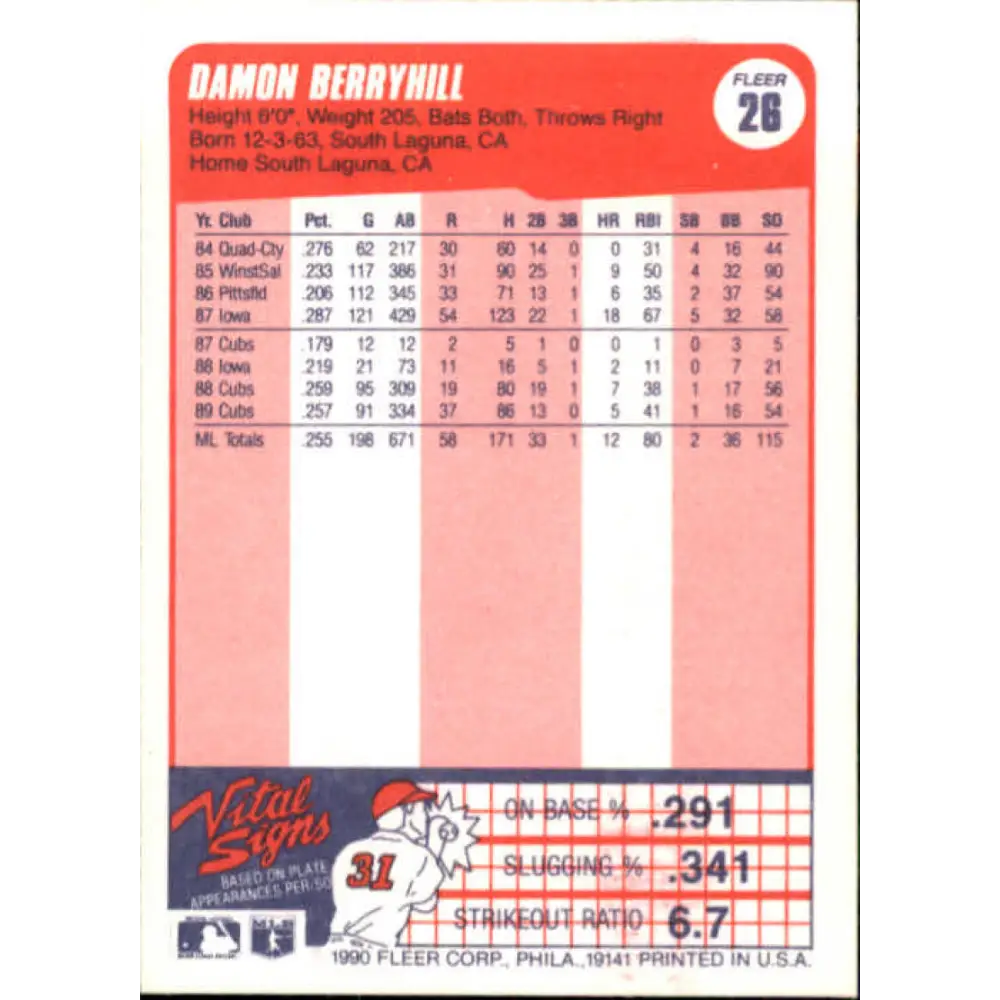 DAMON BERRYHILL
FLEER
26
Height 6'0", Weight 205, Bats Both, Throws Right
Born 12-3-63, South Laguna, CA
Home South Laguna, CA
Yr. Club Pct. G AB R H 2B 3B HR RBI SB BB SO
84 Quad-Cty .276 62 217 30 60 14 0 0 31 4 16 44
85 WinstSal .233 117 386 31 90 25 1 9 50 4 32 90
86 Pittsfld .206 112 345 33 71 13 1 6 35 2 37 54
87 Iowa .287 121 429 54 123 22 1 18 67 5 32 58
87 Cubs .179 12 12 2 5 1 0 0 1 0 3 5
88 Iowa .219 21 73 11 16 5 1 2 11 0 7 21
88 Cubs .259 95 309 19 80 19 1 7 38 1 17 56
89 Cubs .257 91 334 37 86 13 0 5 41 1 16 54
ML Totals .255 198 671 58 171 33 1 12 80 2 36 115
Vital
Signs
BASED ON PLATE
APPEARANCES PER/50
31
ON BASE % .291
SLUGGING % .341
STRIKEOUT RATIO 6.7
MLB
1990 FLEER CORP., PHILA., 19141 PRINTED IN U.S.A.